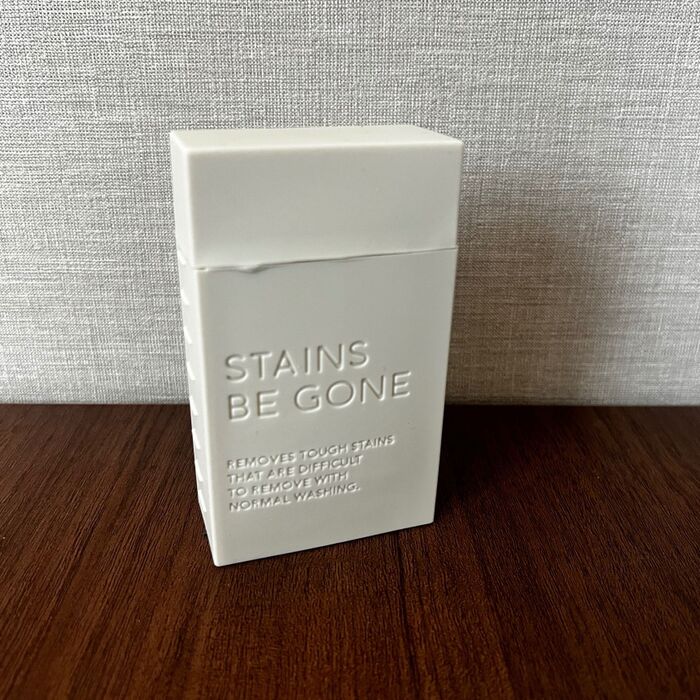 STAINS
BE GONE
REMOVES TOUGH STAINS
THAT ARE DIFFICULT
TO REMOVE WITH
NORMAL WASHING.